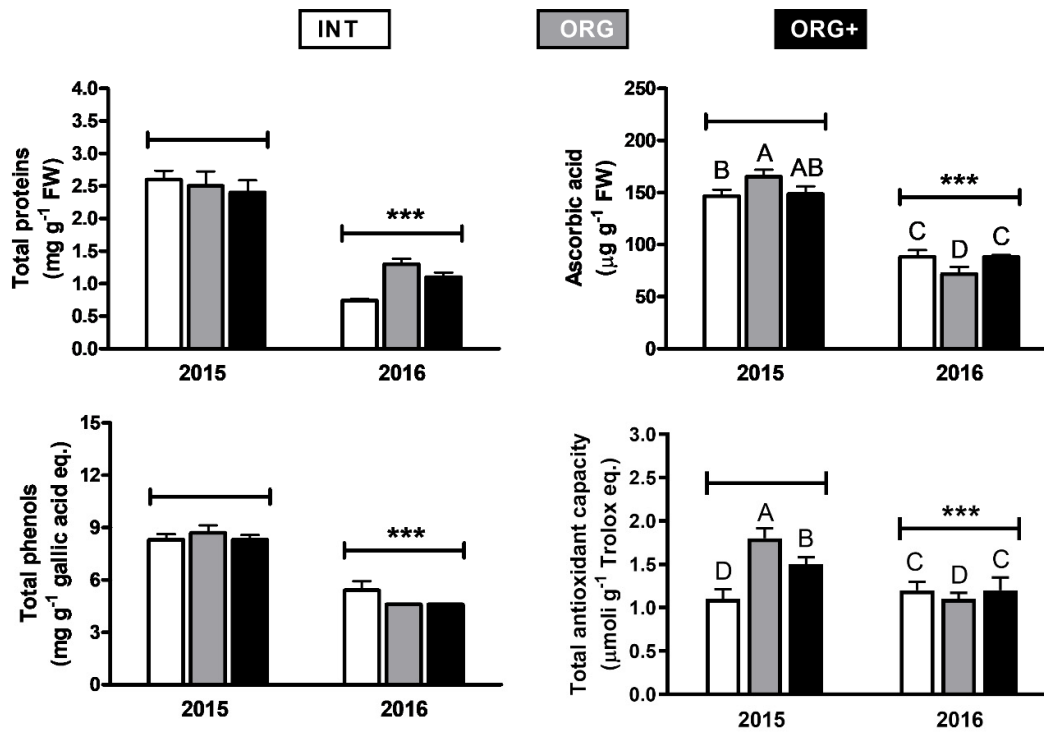 INT ORG ORG+
Total proteins
(mg g-1 FW)
4.0
3.5
3.0
2.5
2.0
1.5
1.0
0.5
0.0
***
2015 2016
Ascorbic acid
(µg g-1 FW)
250
200
150
100
50
0
B A AB
***
C D C
2015 2016
Total phenols
(mg g-1 gallic acid eq.)
15
12
9
6
3
0
***
2015 2016
Total antioxidant capacity
(µmoli g-1 Trolox eq.)
3.0
2.5
2.0
1.5
1.0
0.5
0.0
D A B
***
C D C
2015 2016